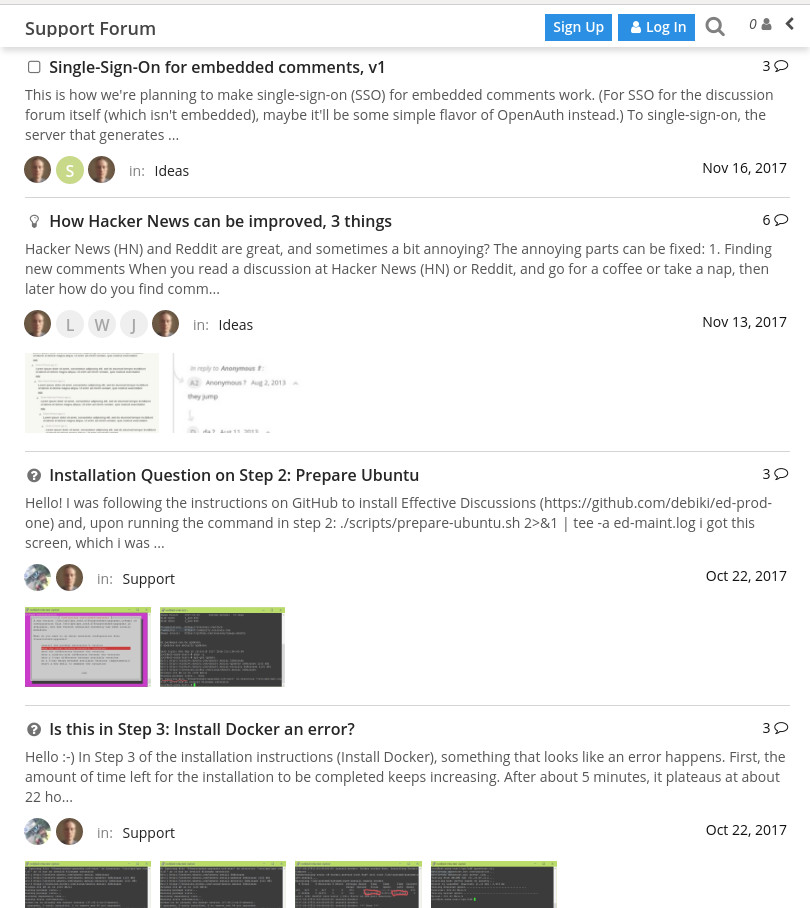 Support Forum
Sign Up
Log In
0
Single-Sign-On for embedded comments, v1
3
This is how we're planning to make single-sign-on (SSO) for embedded comments work. (For SSO for the discussion
forum itself (which isn't embedded), maybe it'll be some simple flavor of OpenAuth instead.) To single-sign-on, the
server that generates ...
S
in: Ideas
Nov 16, 2017
How Hacker News can be improved, 3 things
6
Hacker News (HN) and Reddit are great, and sometimes a bit annoying? The annoying parts can be fixed: 1. Finding
new comments When you read a discussion at Hacker News (HN) or Reddit, and go for a coffee or take a nap, then
later how do you find comm...
L W J
in: Ideas
Nov 13, 2017
In reply to Anonymous f:
A2 Anonymous ? Aug 2, 2013
they jump
Installation Question on Step 2: Prepare Ubuntu
3
Hello! I was following the instructions on GitHub to install Effective Discussions (https://github.com/debiki/ed-prod-
one) and, upon running the command in step 2: ./scripts/prepare-ubuntu.sh 2>&1 | tee -a ed-maint.log i got this
screen, which i was ...
in: Support
Oct 22, 2017
Is this in Step 3: Install Docker an error?
3
Hello :-) In Step 3 of the installation instructions (Install Docker), something that looks like an error happens. First, the
amount of time left for the installation to be completed keeps increasing. After about 5 minutes, it plateaus at about
22 ho...
in: Support
Oct 22, 2017